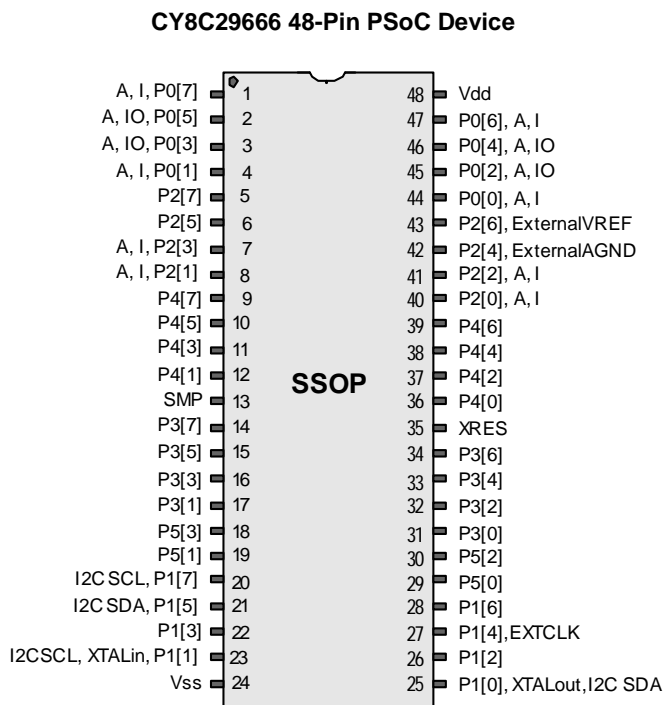 CY8C29666 48-Pin PSoC Device
A, I, P0[7] 1 48 Vdd
A, IO, P0[5] 2 47 P0[6], A, I
A, IO, P0[3] 3 46 P0[4], A, IO
A, I, P0[1] 4 45 P0[2], A, IO
P2[7] 5 44 P0[0], A, I
P2[5] 6 43 P2[6], ExternalVREF
A, I, P2[3] 7 42 P2[4], ExternalAGND
A, I, P2[1] 8 41 P2[2], A, I
P4[7] 9 40 P2[0], A, I
P4[5] 10 39 P4[6]
P4[3] 11 38 P4[4]
P4[1] 12 SSOP 37 P4[2]
SMP 13 36 P4[0]
P3[7] 14 35 XRES
P3[5] 15 34 P3[6]
P3[3] 16 33 P3[4]
P3[1] 17 32 P3[2]
P5[3] 18 31 P3[0]
P5[1] 19 30 P5[2]
I2C SCL, P1[7] 20 29 P5[0]
I2C SDA, P1[5] 21 28 P1[6]
P1[3] 22 27 P1[4], EXTCLK
I2CSCL, XTALin, P1[1] 23 26 P1[2]
Vss 24 25 P1[0], XTALout, I2C SDA